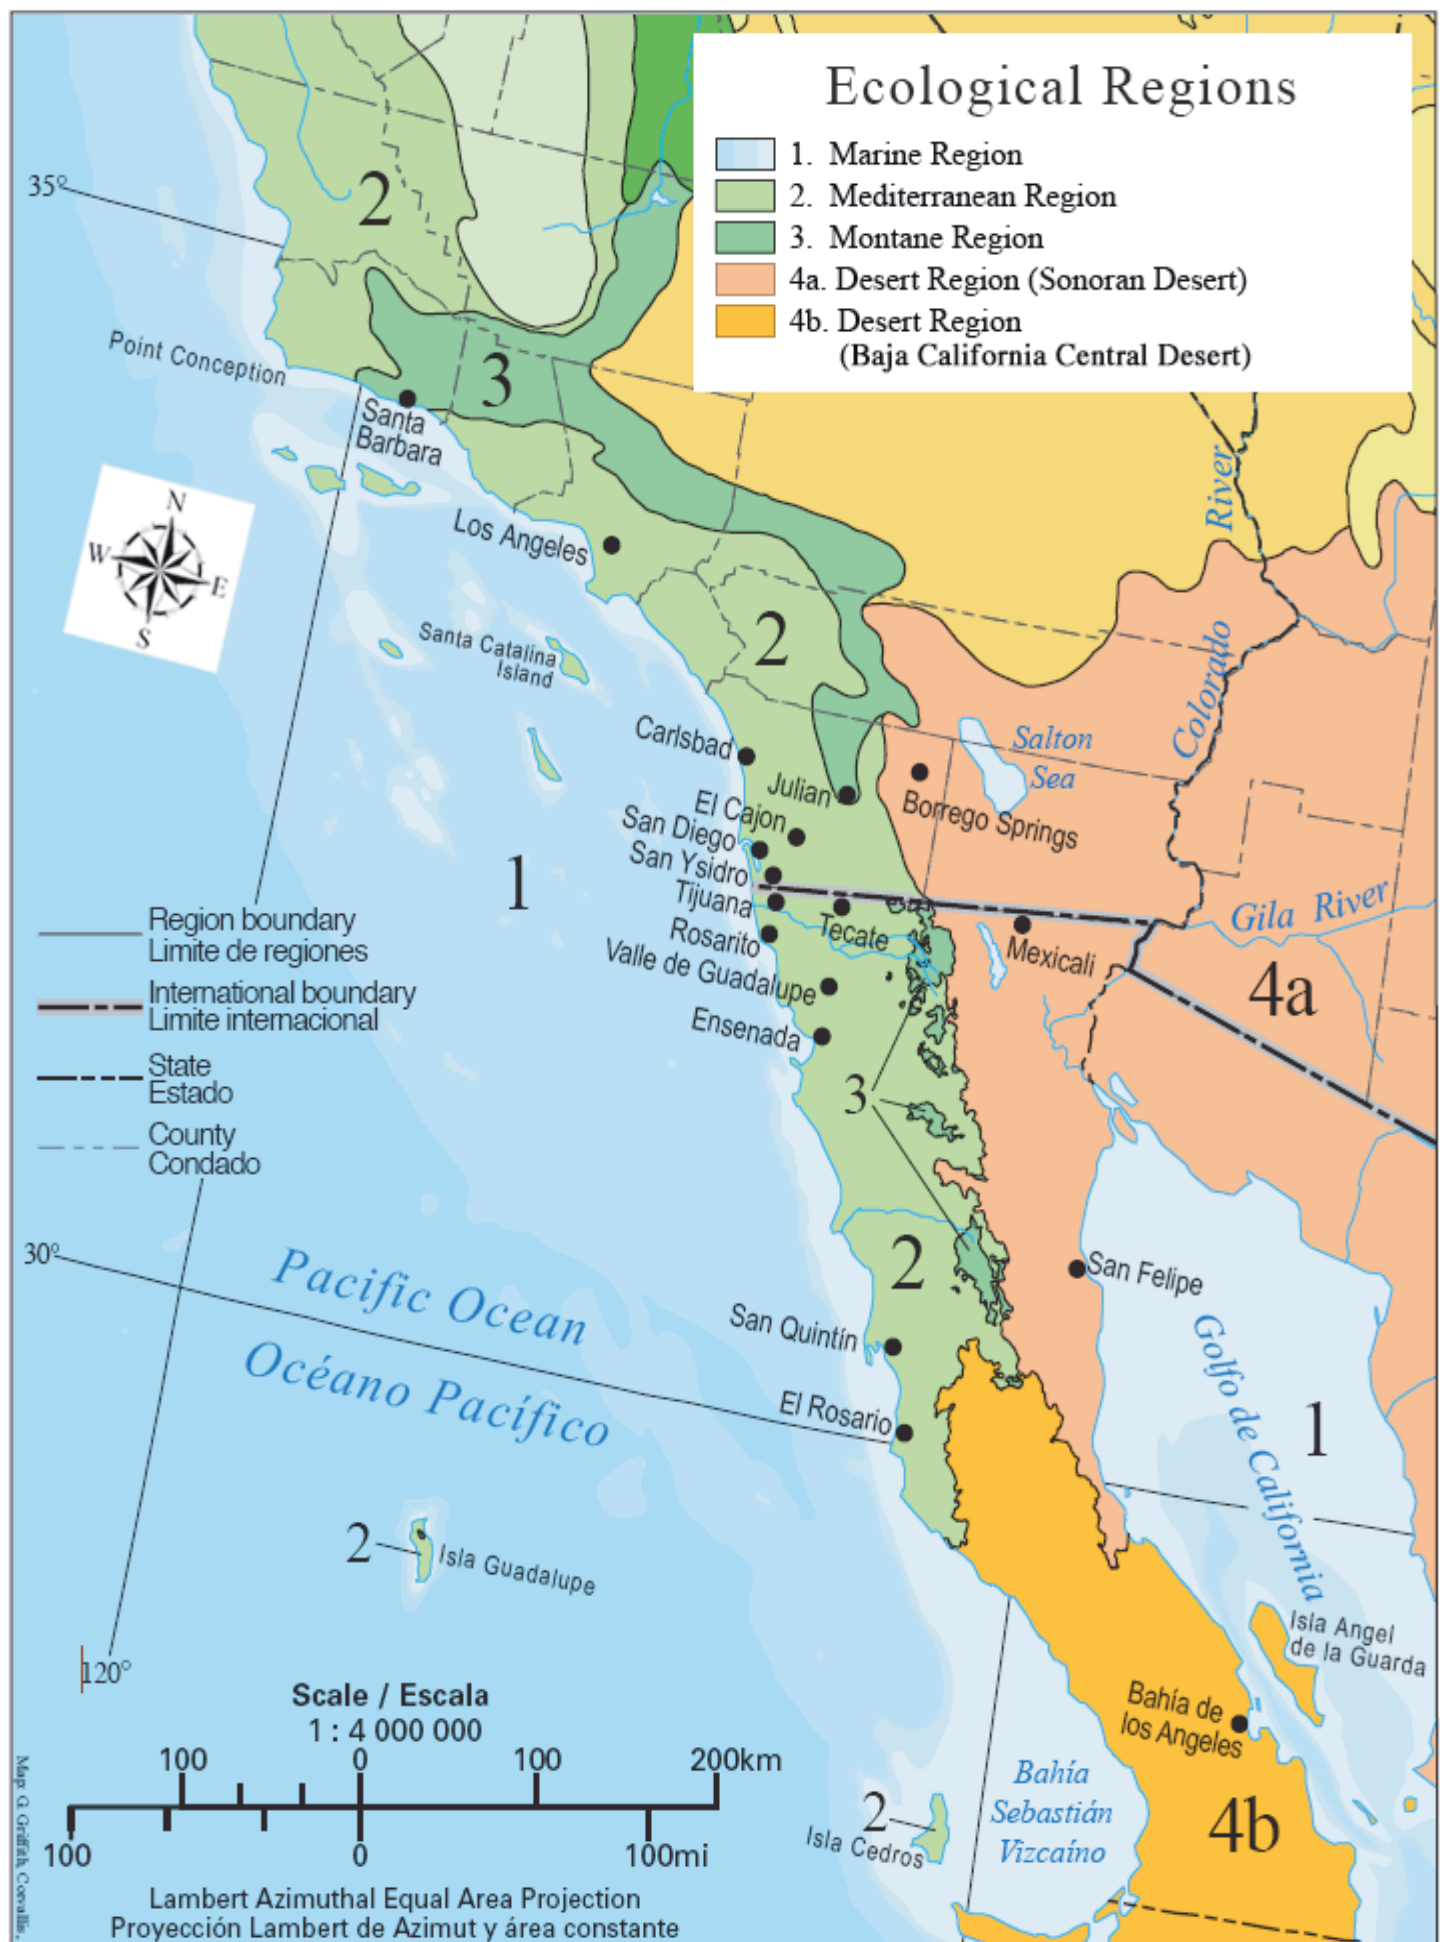 Ecological Regions
1. Marine Region
2. Mediterranean Region
3. Montane Region
4a. Desert Region (Sonoran Desert)
4b. Desert Region
(Baja California Central Desert)
35°
2
Point Conception
3
Santa
Barbara
N
W
E
S
Los Angeles
River
Colorado
Santa Catalina
Island
2
Carlsbad
Salton
Sea
Julian
Borrego Springs
El Cajon
San Diego
San Ysidro
1
Tijuana
Tecate
Rosarito
Mexicali
Gila River
Valle de Guadalupe
4a
Ensenada
Region boundary
Limite de regiones
International boundary
Limite internacional
State
Estado
County
Condado
3
30°
2
San Felipe
Pacific Ocean
Océano Pacífico
San Quintín
El Rosario
Golfo de California
1
2
Isla Guadalupe
Isla Angel
de la Guarda
120°
Bahía de
los Angeles
Scale / Escala
1 : 4 000 000
100 0 100 200km
100 0 100mi
Bahía
Sebastián
Vizcaíno
2
Isla Cedros
4b
Lambert Azimuthal Equal Area Projection
Proyección Lambert de Azimut y área constante
Map: G. Griffith, Corvallis,